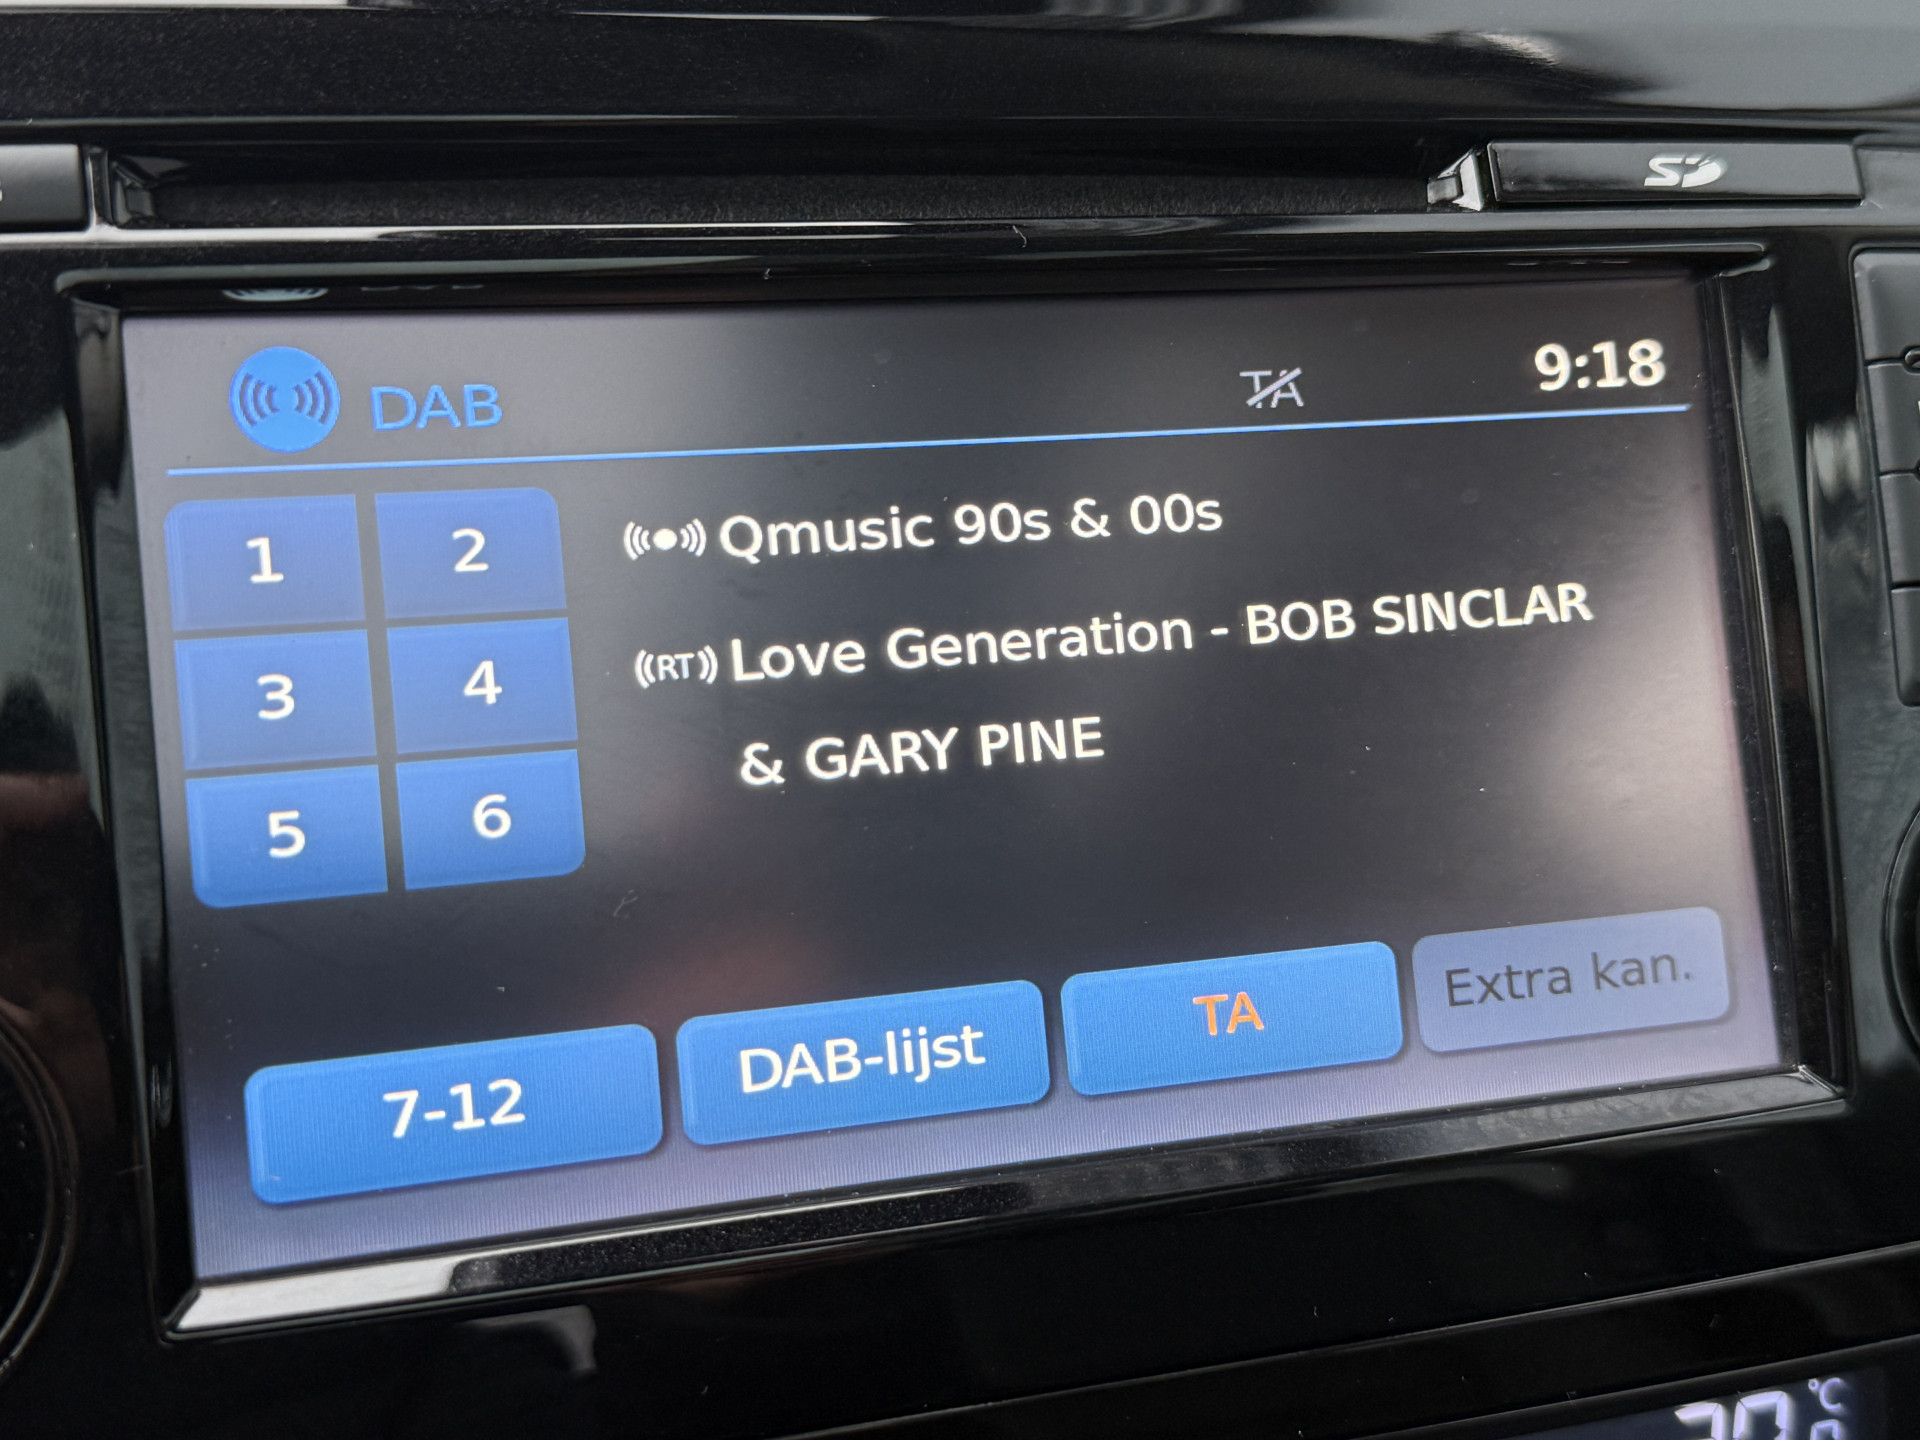 SD
DAB
TA
9:18
1
2
Qmusic 90s & 00s
3
4
(RT) Love Generation - BOB SINCLAR
& GARY PINE
5
6
7-12
DAB-lijst
TA
Extra kan.
°C